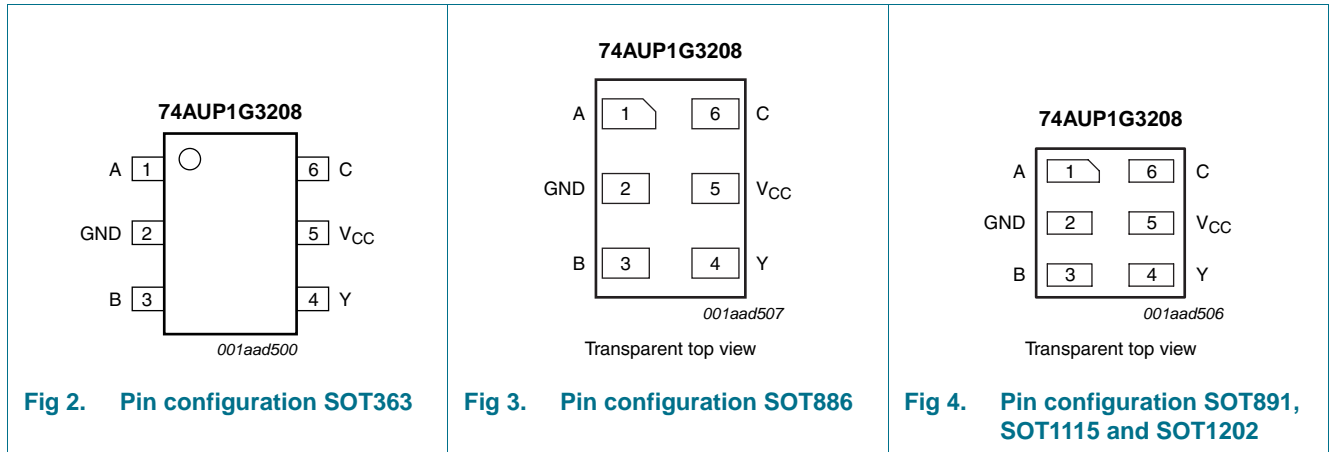 74AUP1G3208
A 1 6 C
GND 2 5 VCC
B 3 4 Y
001aad500
Fig 2. Pin configuration SOT363
74AUP1G3208
A 1 6 C
GND 2 5 VCC
B 3 4 Y
001aad507
Transparent top view
Fig 3. Pin configuration SOT886
74AUP1G3208
A 1 6 C
GND 2 5 VCC
B 3 4 Y
001aad506
Transparent top view
Fig 4. Pin configuration SOT891,
SOT1115 and SOT1202